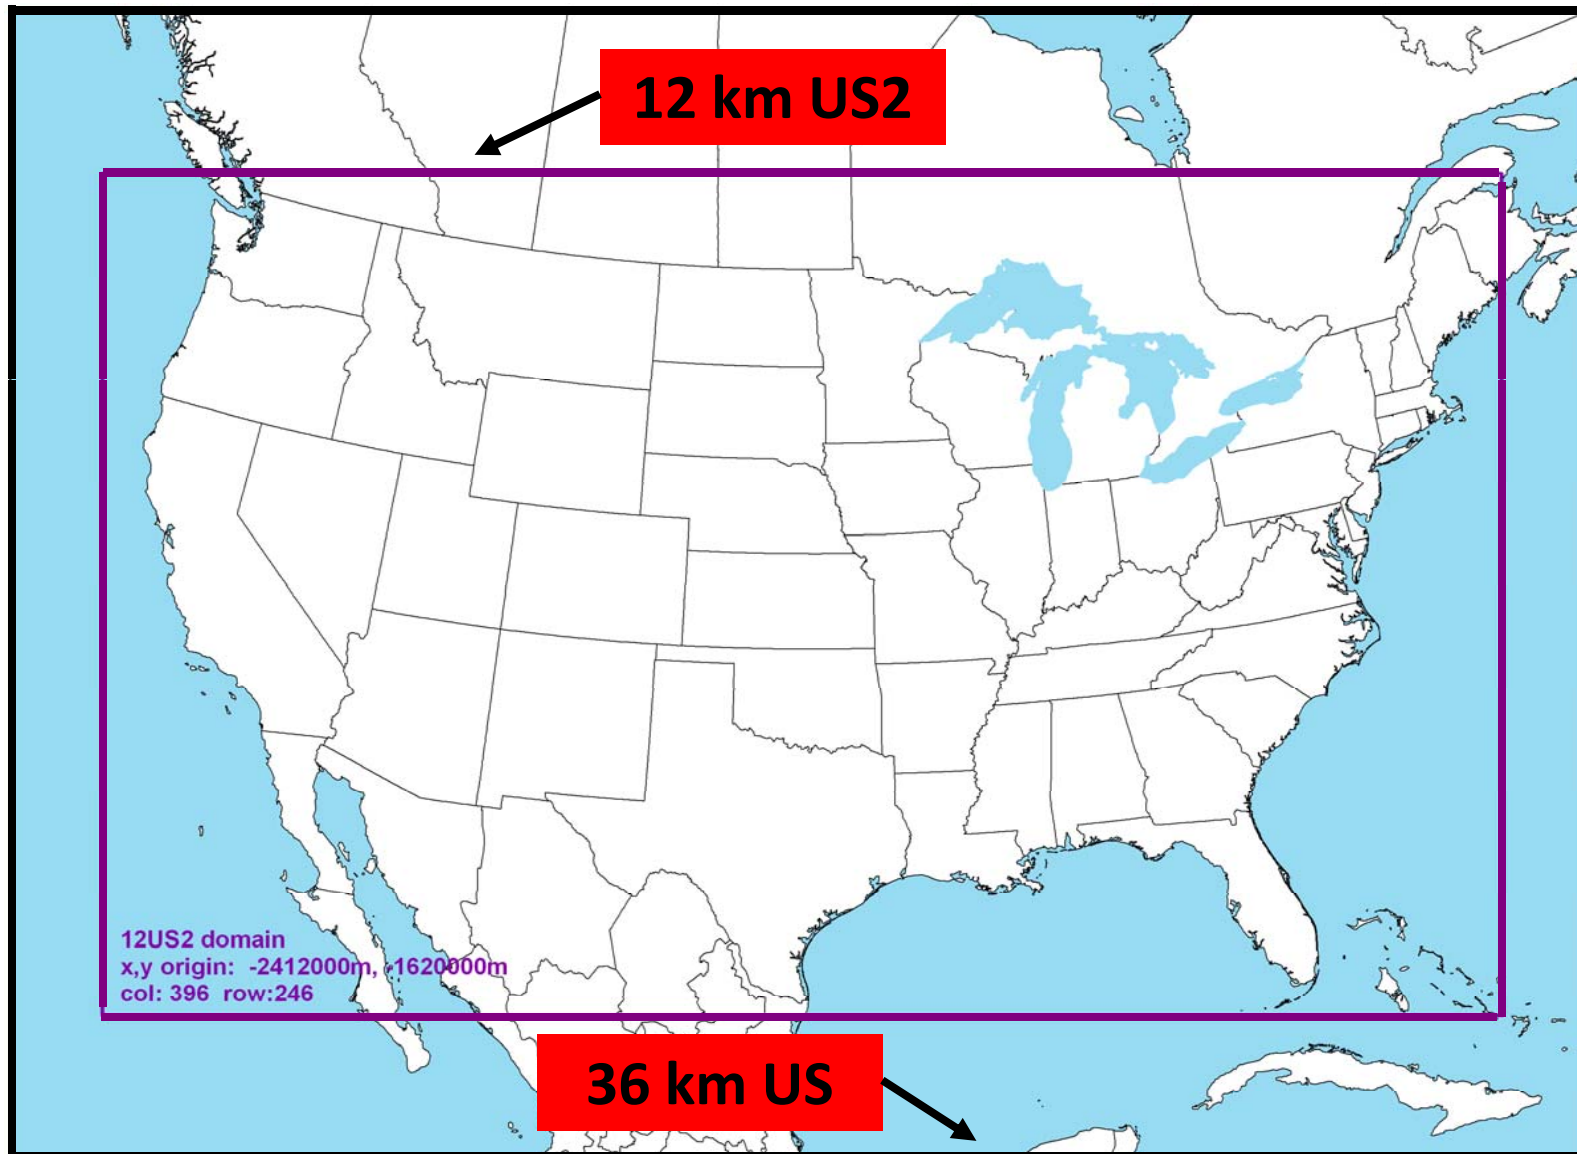 12 km US2
12US2 domain
x,y origin:  -2412000m, -1620000m
col: 396  row:246
36 km US